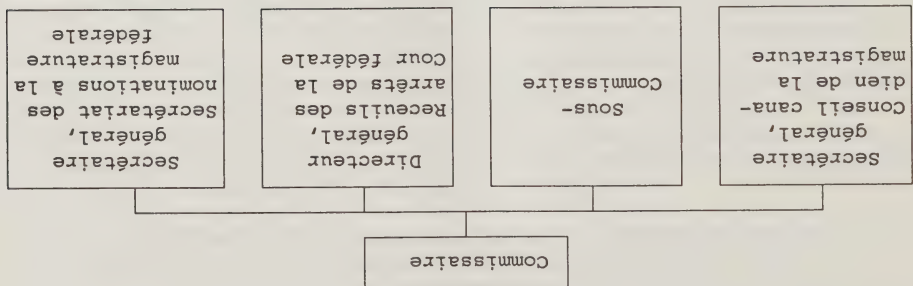 Commissaire
Secrétaire
général,
Conseil cana-
dien de la
magistrature
Sous-
Commissaire
Directeur
général,
Receuils des
arrêts de la
Cour fédérale
Secrétaire
général,
Secrétariat des
nominations à la
magistrature
fédérale